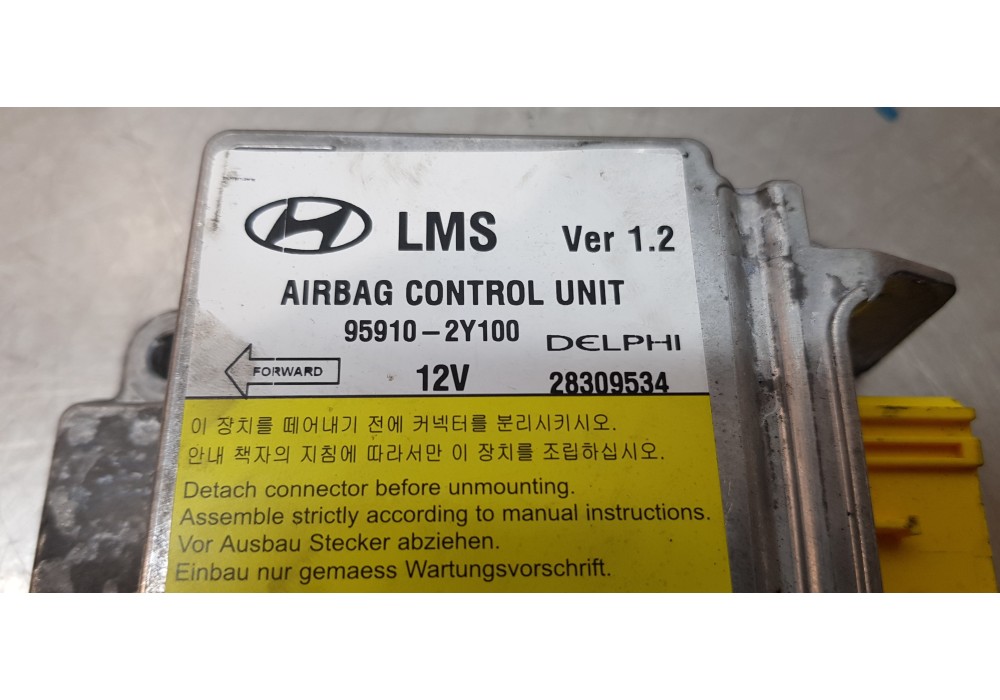 LMS Ver 1.2
AIRBAG CONTROL UNIT
95910-2Y100
DELPHI
FORWARD 12V 28309534
이 장치를 떼어내기 전에 커넥터를 분리시키시오.
안내 책자의 지침에 따라서만 이 장치를 조립하십시오.
Detach connector before unmounting.
Assemble strictly according to manual instructions.
Vor Ausbau Stecker abziehen.
Einbau nur gemaess Wartungsvorschrift.